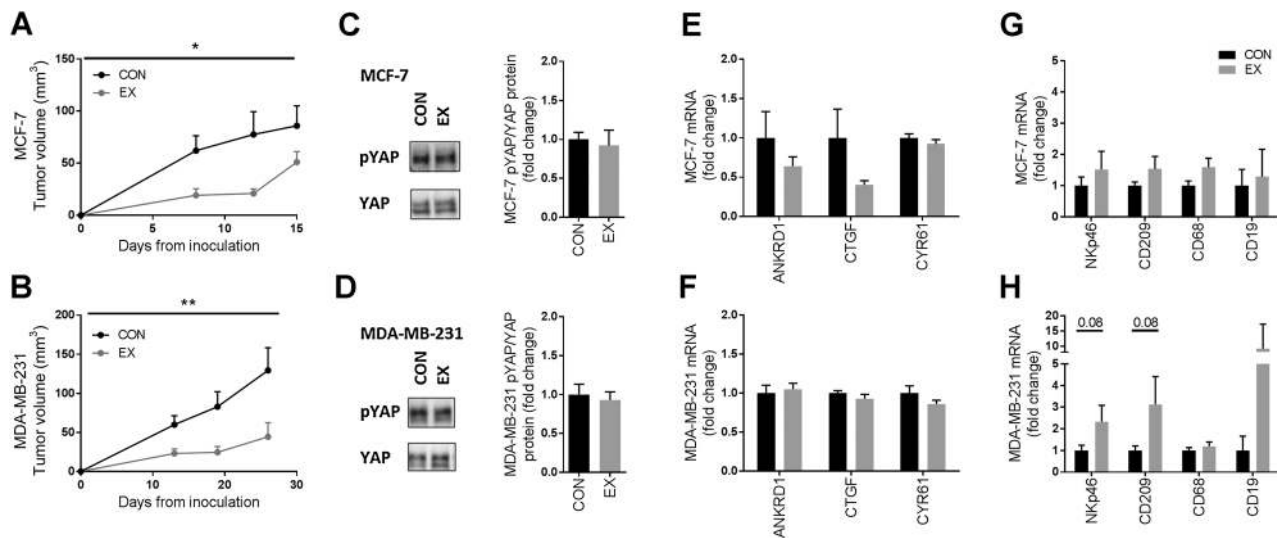 A
*
MCF-7
Tumor volume (mm³)
150
100
50
0
CON
EX
0 5 10 15
Days from inoculation
C
MCF-7
CON EX
pYAP
YAP
MCF-7 pYAP/YAP protein
(fold change)
2.0
1.5
1.0
0.5
0.0
CON
EX
E
MCF-7 mRNA
(fold change)
2.0
1.5
1.0
0.5
0.0
ANKRD1
CTGF
CYR61
G
CON
EX
MCF-7 mRNA
(fold change)
5
4
3
2
1
0
NKp46
CD209
CD68
CD19
B
**
MDA-MB-231
Tumor volume (mm³)
200
150
100
50
0
CON
EX
0 10 20 30
Days from inoculation
D
MDA-MB-231
CON EX
pYAP
YAP
MDA-MB-231 pYAP/YAP
protein (fold change)
2.0
1.5
1.0
0.5
0.0
CON
EX
F
MDA-MB-231 mRNA
(fold change)
2.0
1.5
1.0
0.5
0.0
ANKRD1
CTGF
CYR61
H
MDA-MB-231 mRNA
(fold change)
20
15
10
5
4
3
2
1
0
0.08
0.08
NKp46
CD209
CD68
CD19